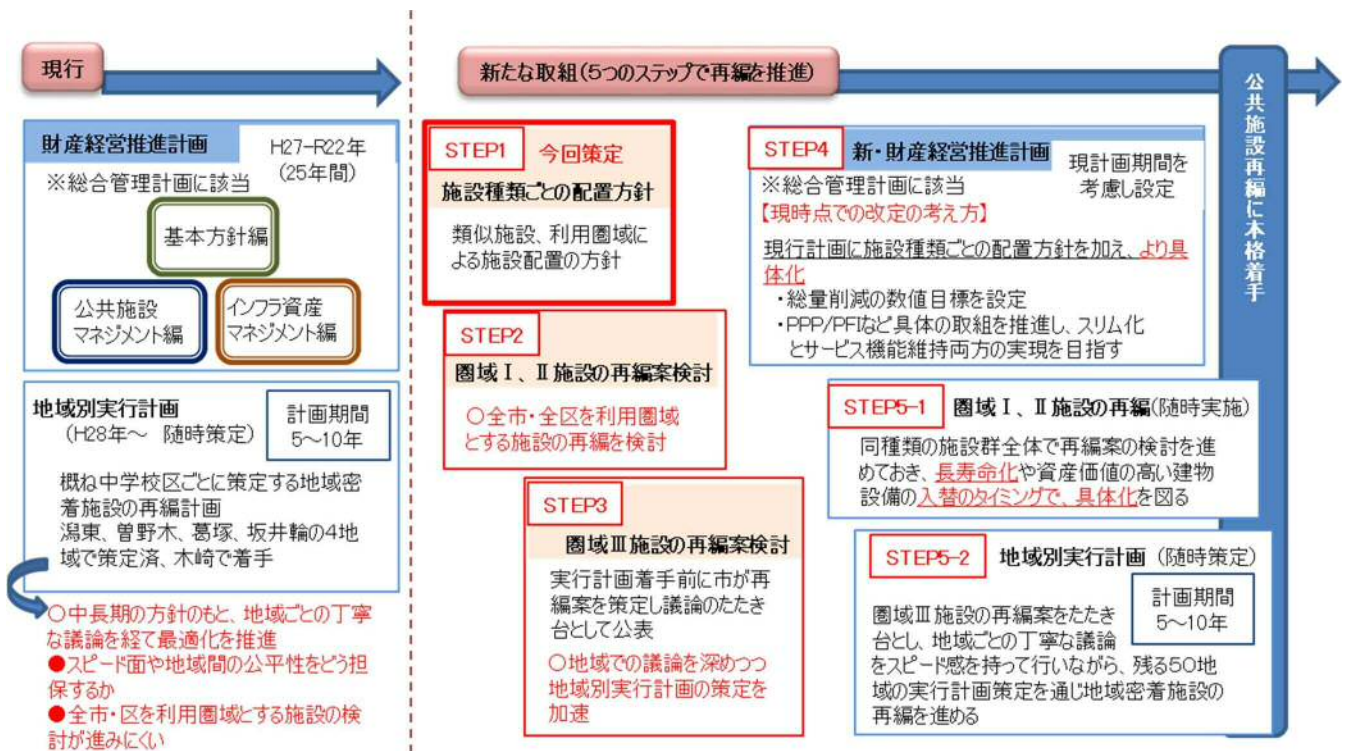 現行
財産経営推進計画
H27-R22年
(25年間)
※総合管理計画に該当
基本方針編
公共施設
マネジメント編
インフラ資産
マネジメント編
地域別実行計画
(H28年～ 随時策定)
計画期間
5～10年
概ね中学校区ごとに策定する地域密
着施設の再編計画
潟東、曽野木、葛塚、坂井輪の4地
域で策定済、木崎で着手
○中長期の方針のもと、地域ごとの丁寧
な議論を経て最適化を推進
●スピード面や地域間の公平性をどう担
保するか
●全市・区を利用圏域とする施設の検
討が進みにくい
新たな取組(5つのステップで再編を推進)
STEP1
今回策定
施設種類ごとの配置方針
類似施設、利用圏域に
よる施設配置の方針
STEP2
圏域Ⅰ、Ⅱ施設の再編案検討
○全市・全区を利用圏域
とする施設の再編を検討
STEP3
圏域Ⅲ施設の再編案検討
実行計画着手前に市が再
編案を策定し議論のたたき
台として公表
○地域での議論を深めつつ
地域別実行計画の策定を
加速
STEP4
新・財産経営推進計画
現計画期間を
考慮し設定
※総合管理計画に該当
【現時点での改定の考え方】
現行計画に施設種類ごとの配置方針を加え、より具
体化
・総量削減の数値目標を設定
・PPP/PFIなど具体の取組を推進し、スリム化
とサービス機能維持両方の実現を目指す
STEP5-1
圏域Ⅰ、Ⅱ施設の再編(随時実施)
同種類の施設群全体で再編案の検討を進
めておき、長寿命化や資産価値の高い建物
設備の入替のタイミングで、具体化を図る
STEP5-2
地域別実行計画 (随時策定)
計画期間
5～10年
圏域Ⅲ施設の再編案をたたき
台とし、地域ごとの丁寧な議論
をスピード感を持って行いながら、残る50地
域の実行計画策定を通じ地域密着施設の
再編を進める
公共施設再編に本格着手